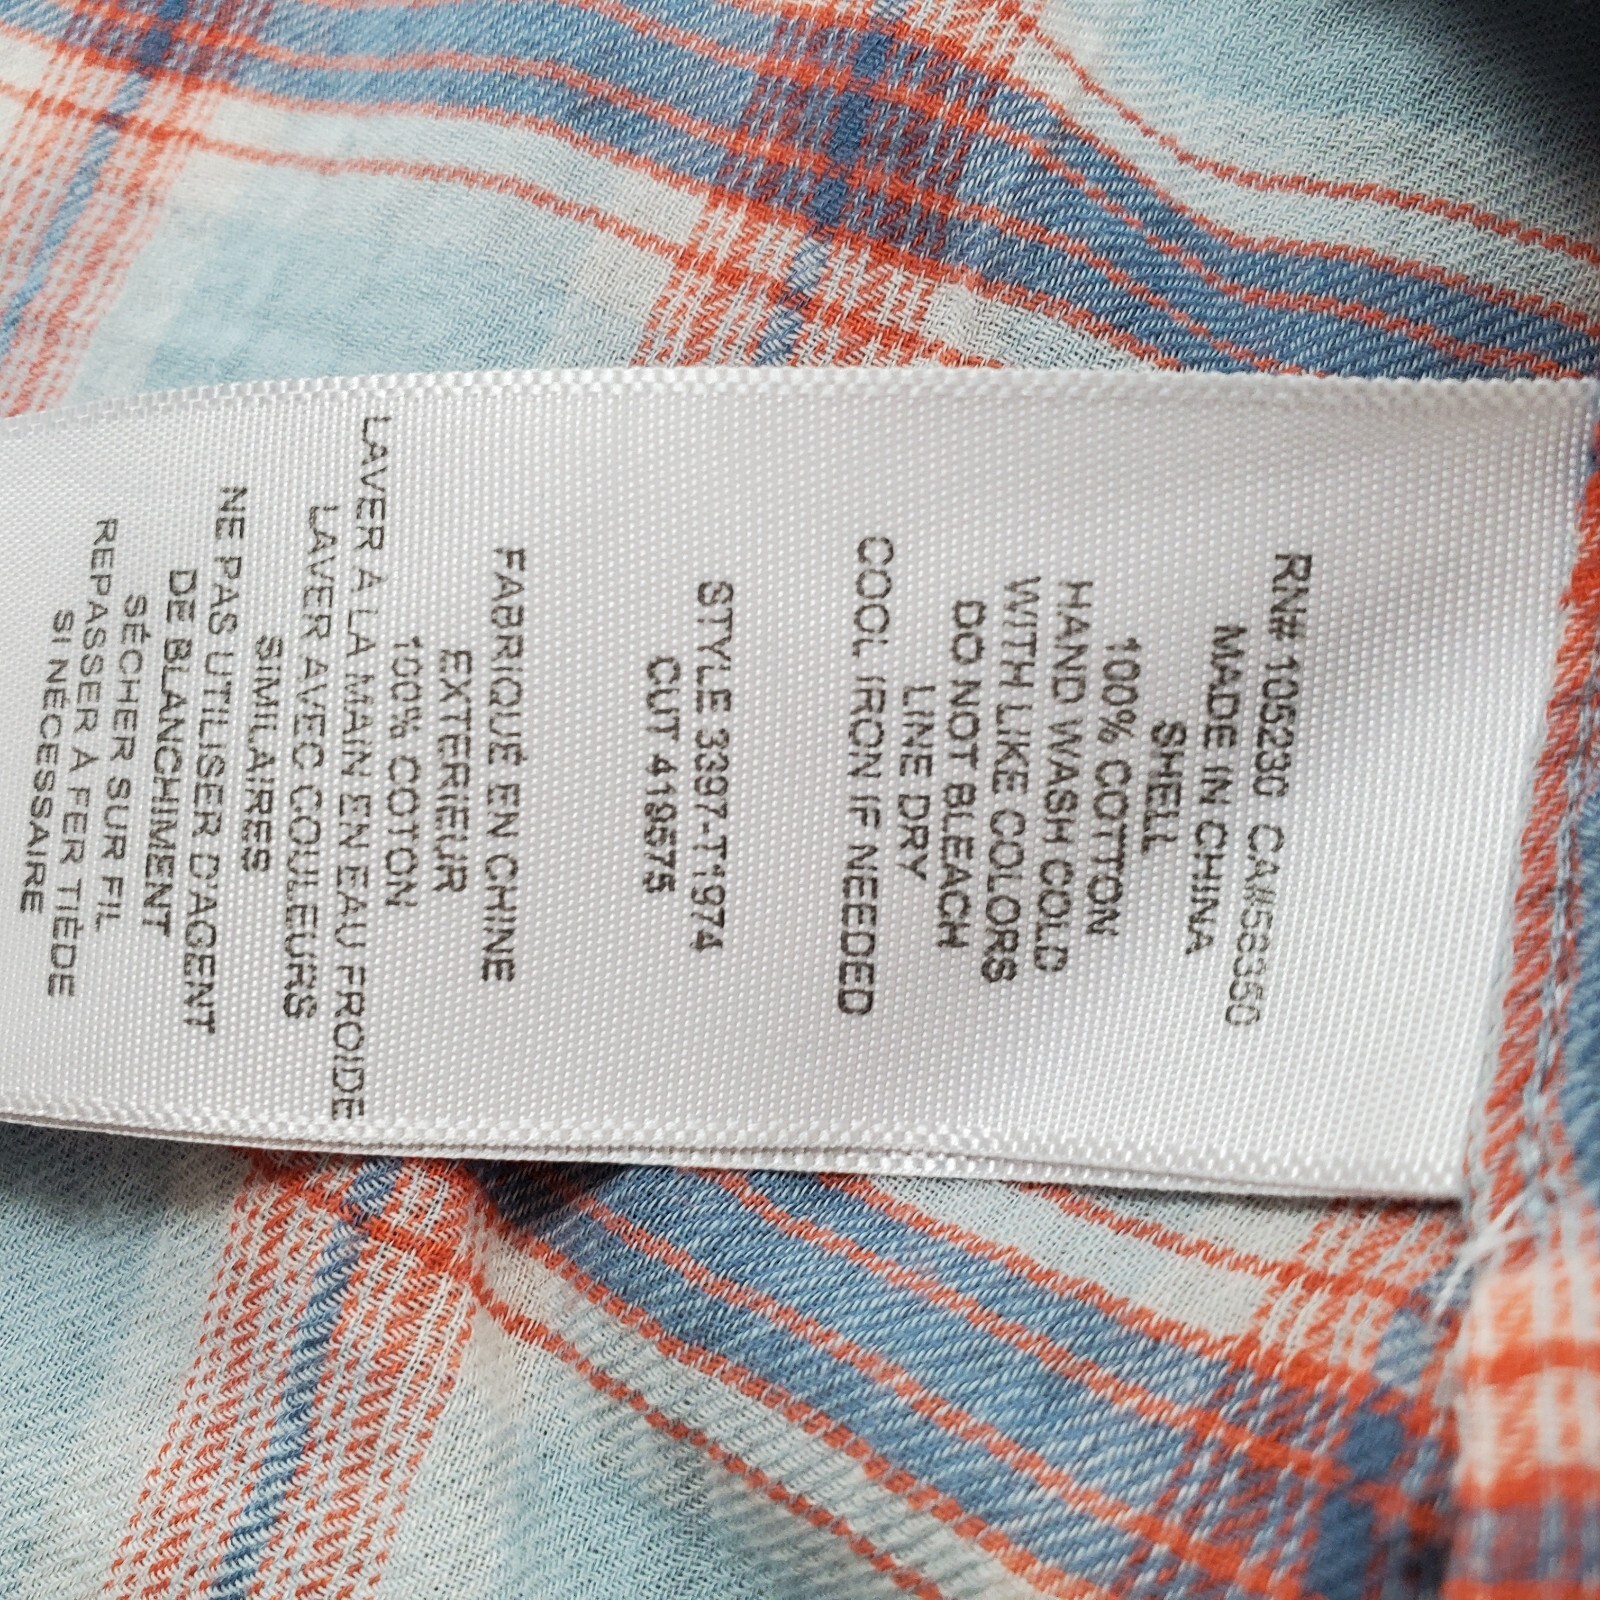 RN# 105230 CA#56350
MADE IN CHINA
SHELL
100% COTTON
HAND WASH COLD
WITH LIKE COLORS
DO NOT BLEACH
LINE DRY
COOL IRON IF NEEDED
STYLE 3397-T1974
CUT 419575
FABRIQUÉ EN CHINE
EXTERIEUR
100% COTON
LAVER A LA MAIN EN EAU FROIDE
LAVER AVEC COULEURS
SIMILAIRES
NE PAS UTILISER D'AGENT
DE BLANCHIMENT
SÉCHER SUR FIL
REPASSER À FER TIÈDE
SI NÉCESSAIRE